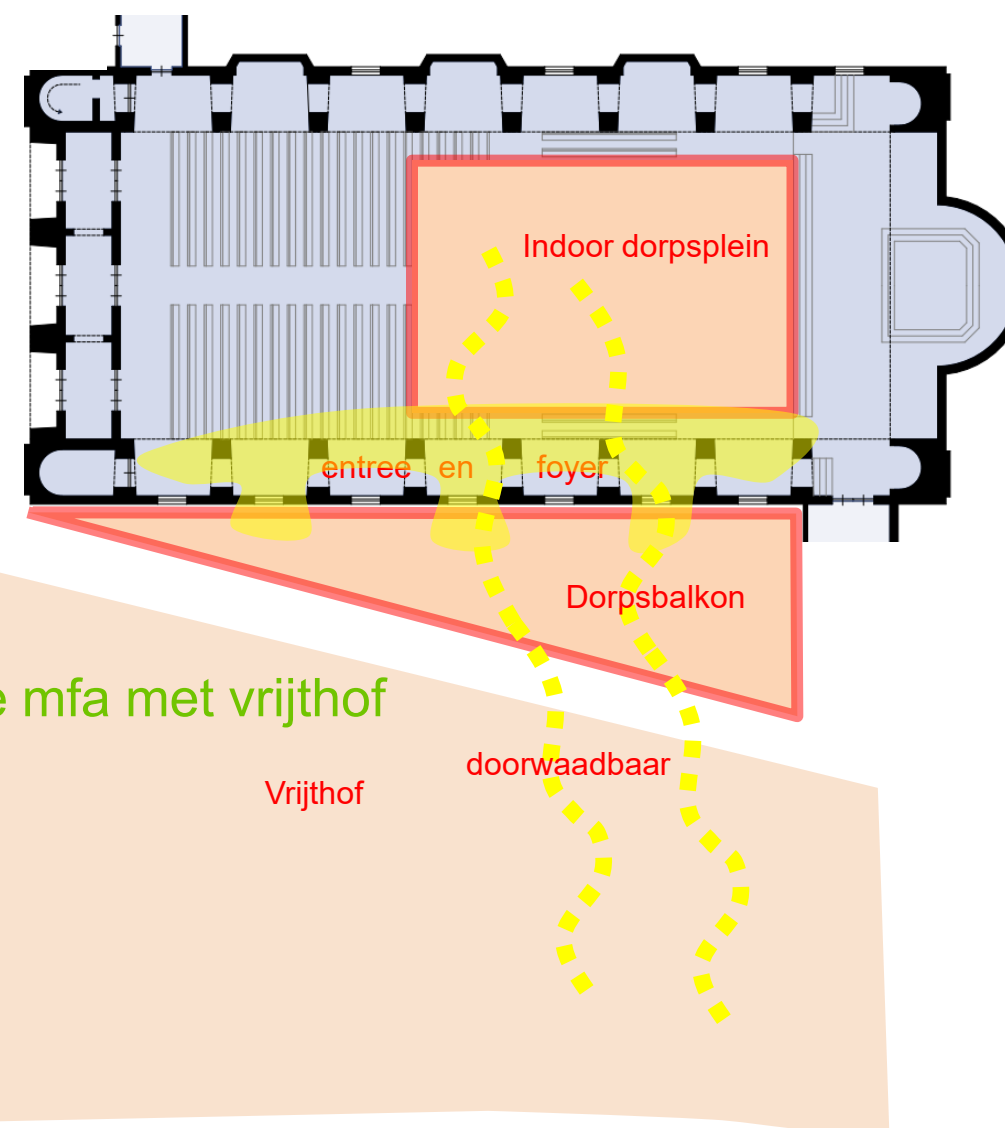 Indoor dorpsplein
entree en foyer
Dorpsbalkon
e mfa met vrijthof
doorwaadbaar
Vrijthof